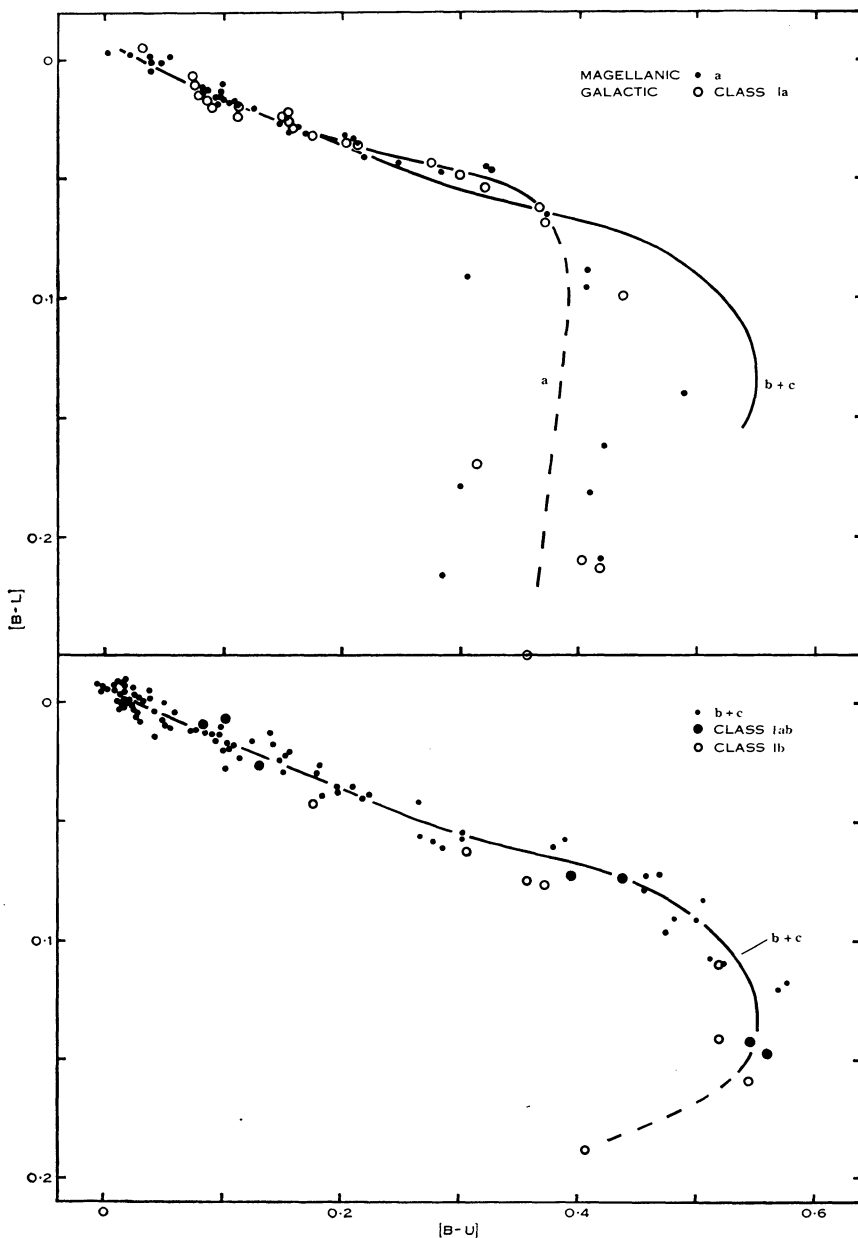 0
MAGELLANIC • a
GALACTIC ○ CLASS Ia
0.1
a
b + c
0.2
[B-L]
0
• b + c
● CLASS Iab
○ CLASS Ib
0.1
b + c
0.2
0 0.2 0.4 0.6
[B-U]